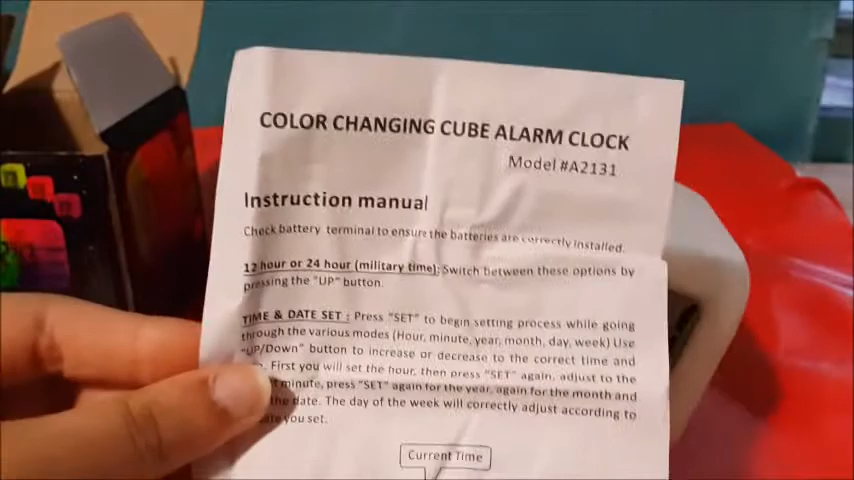 COLOR CHANGING CUBE ALARM CLOCK
Model #A2131
Instruction manual
Check battery terminal to ensure the batteries are correctly installed.
12 hour or 24 hour (military time): Switch between these options by
pressing the "UP" button.
TIME & DATE SET : Press "SET" to begin setting process while going
through the various modes (Hour, minute, year, month, day, week) Use
"UP/DOWN" button to increase or decrease to the correct time and
First you will set the hour, then press "SET" again, adjust to the
minute, press "SET" again for the year, again for the month and
the date. The day of the week will correctly adjust according to
you set.
Current Time